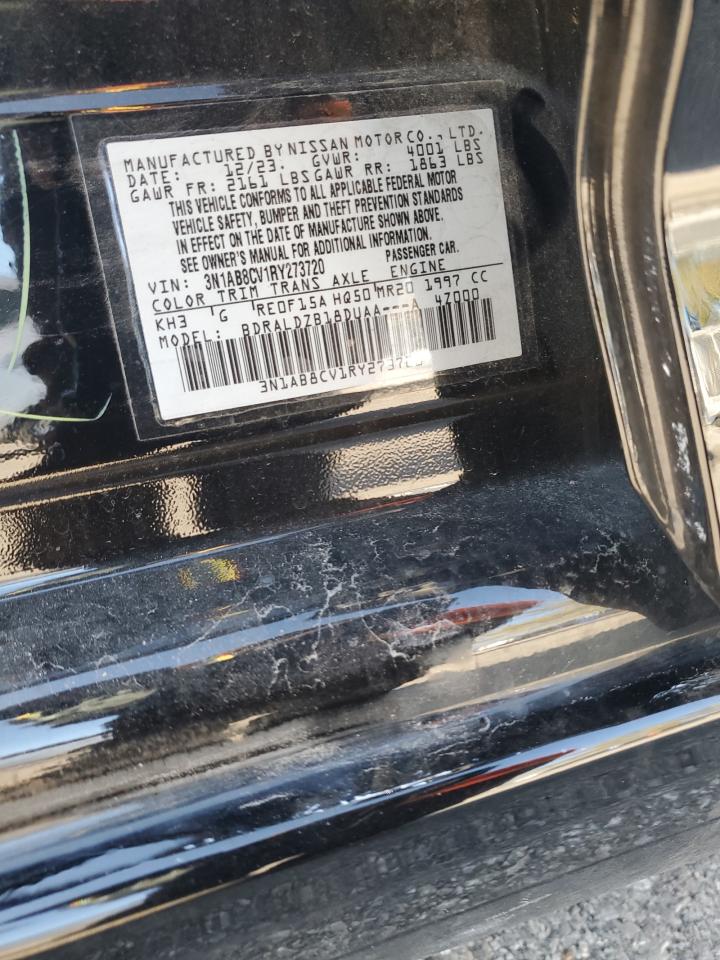 MANUFACTURED BY NISSAN MOTOR CO., LTD.
DATE: 12/23. GVWR: 4001 LBS
GAWR FR: 2161 LBS GAWR RR: 1863 LBS
THIS VEHICLE CONFORMS TO ALL APPLICABLE FEDERAL MOTOR
VEHICLE SAFETY, BUMPER AND THEFT PREVENTION STANDARDS
IN EFFECT ON THE DATE OF MANUFACTURE SHOWN ABOVE.
SEE OWNER'S MANUAL FOR ADDITIONAL INFORMATION.
VIN: 3N1AB8CV1RY273720 PASSENGER CAR.
COLOR TRIM TRANS AXLE ENGINE
KH3 G RE0F15A HQ50 MR20 1997 CC
MODEL: BDRALDZB18DUAA---A 47000
3N1AB8CV1RY2737